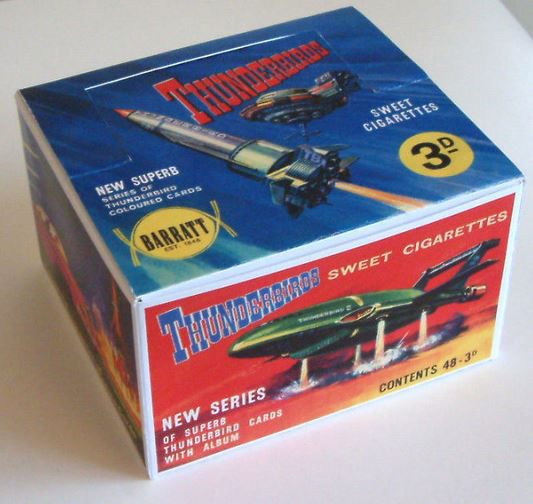 THUNDERBIRDS
SWEET
CIGARETTES
3D
NEW SUPERB
SERIES OF
THUNDERBIRD
COLOURED CARDS
BARRATT
EST. 1848
THUNDERBIRDS
SWEET CIGARETTES
THUNDERBIRD 2
NEW SERIES
OF SUPERB
THUNDERBIRD CARDS
WITH ALBUM
CONTENTS 48-3D